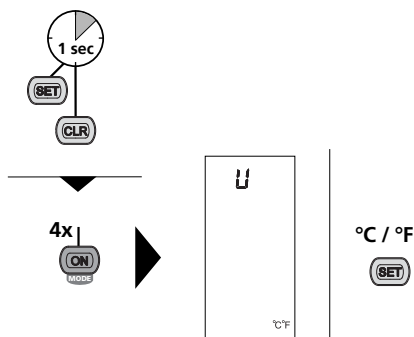 1 sec
SET
CLR
4x
ON
MODE
U
°C°F
°C / °F
SET